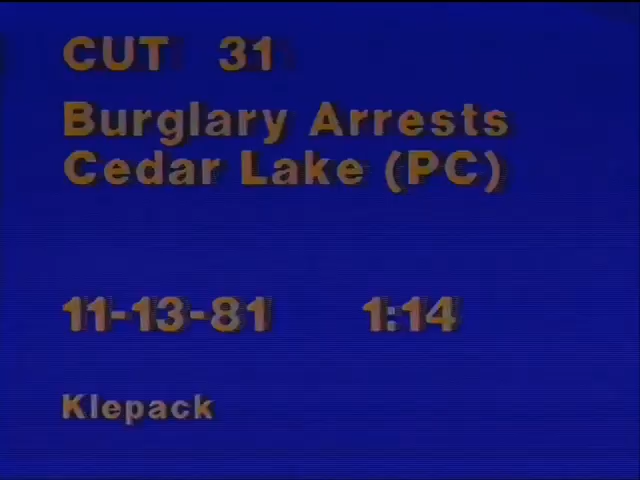 CUT 31
Burglary Arrests
Cedar Lake (PC)
11-13-81 1:14
Klepack